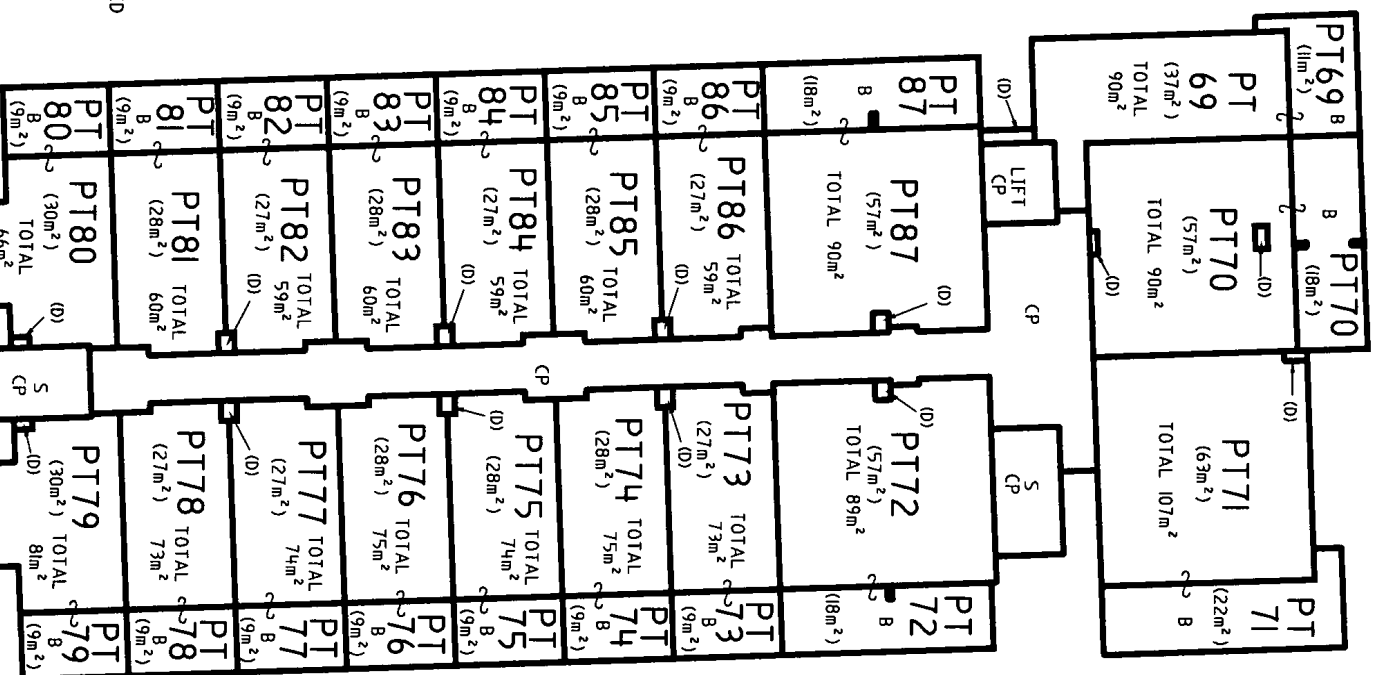 ED
PT69 B
(11m²)
PT
69
(37m²)
TOTAL
90m²
B
PT70
(18m²)
PT70
(57m²)
TOTAL 90m²
(D)
(D)
(D)
PT71
(63m²)
TOTAL 107m²
PT
71
(22m²)
B
(D)
LIFT
CP
CP
S
CP
PT
87
B
(18m²)
PT87
(57m²)
TOTAL 90m²
(D)
PT72
(57m²)
TOTAL 89m²
(D)
PT
72
B
(18m²)
PT
86
B
(9m²)
PT86
(27m²)
TOTAL
59m²
(D)
PT73
(27m²)
(D)
TOTAL
73m²
PT
73
B
(9m²)
PT
85
B
(9m²)
PT85
(28m²)
TOTAL
60m²
PT74
(28m²)
TOTAL
75m²
PT
74
B
(9m²)
CP
PT
84
B
(9m²)
PT84
(27m²)
TOTAL
59m²
(D)
PT75
(28m²)
(D)
TOTAL
74m²
PT
75
B
(9m²)
PT
83
B
(9m²)
PT83
(28m²)
TOTAL
60m²
PT76
(28m²)
TOTAL
75m²
PT
76
B
(9m²)
PT
82
B
(9m²)
PT82
(27m²)
TOTAL
59m²
(D)
PT77
(27m²)
(D)
TOTAL
74m²
PT
77
B
(9m²)
PT
81
B
(9m²)
PT81
(28m²)
TOTAL
60m²
PT78
(27m²)
TOTAL
73m²
PT
78
B
(9m²)
PT
80
B
(9m²)
PT80
(30m²)
TOTAL
66m²
(D)
S
CP
PT79
(30m²)
(D)
TOTAL
81m²
PT
79
B
(9m²)